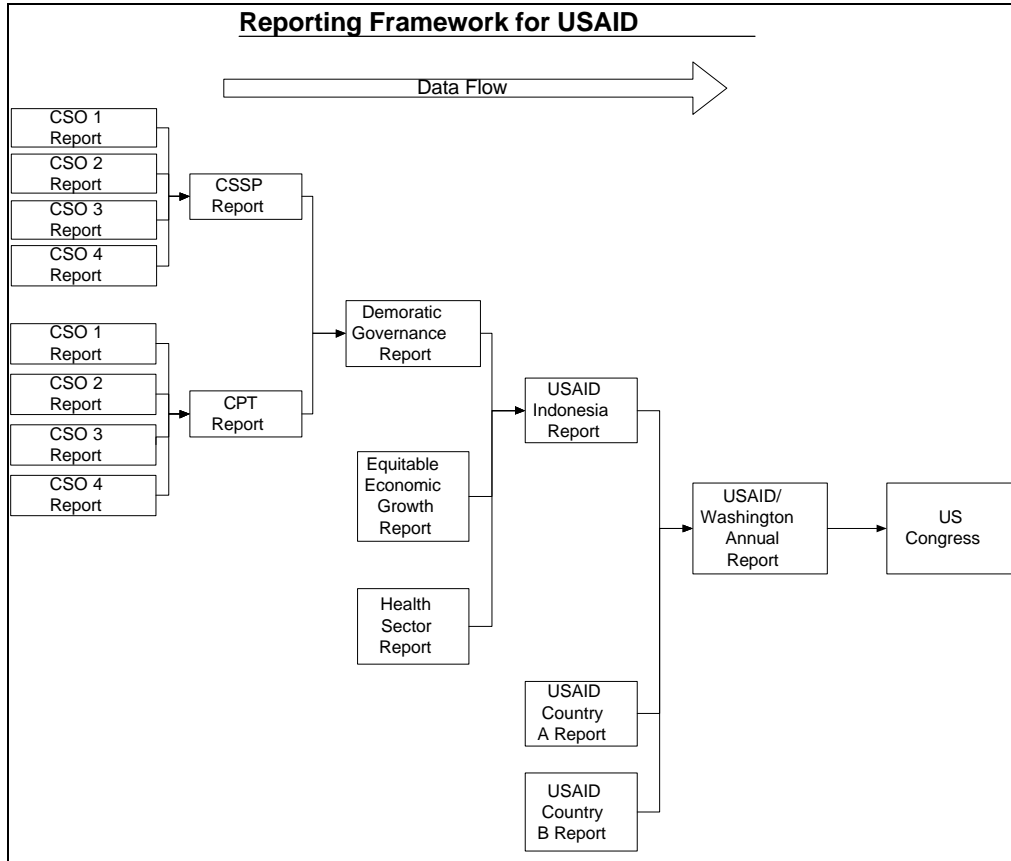 Reporting Framework for USAID
Data Flow
CSO 1
Report
CSO 2
Report
CSO 3
Report
CSO 4
Report
CSSP
Report
CSO 1
Report
CSO 2
Report
CSO 3
Report
CSO 4
Report
CPT
Report
Demoratic
Governance
Report
Equitable
Economic
Growth
Report
Health
Sector
Report
USAID
Indonesia
Report
USAID
Country
A Report
USAID
Country
B Report
USAID/
Washington
Annual
Report
US
Congress